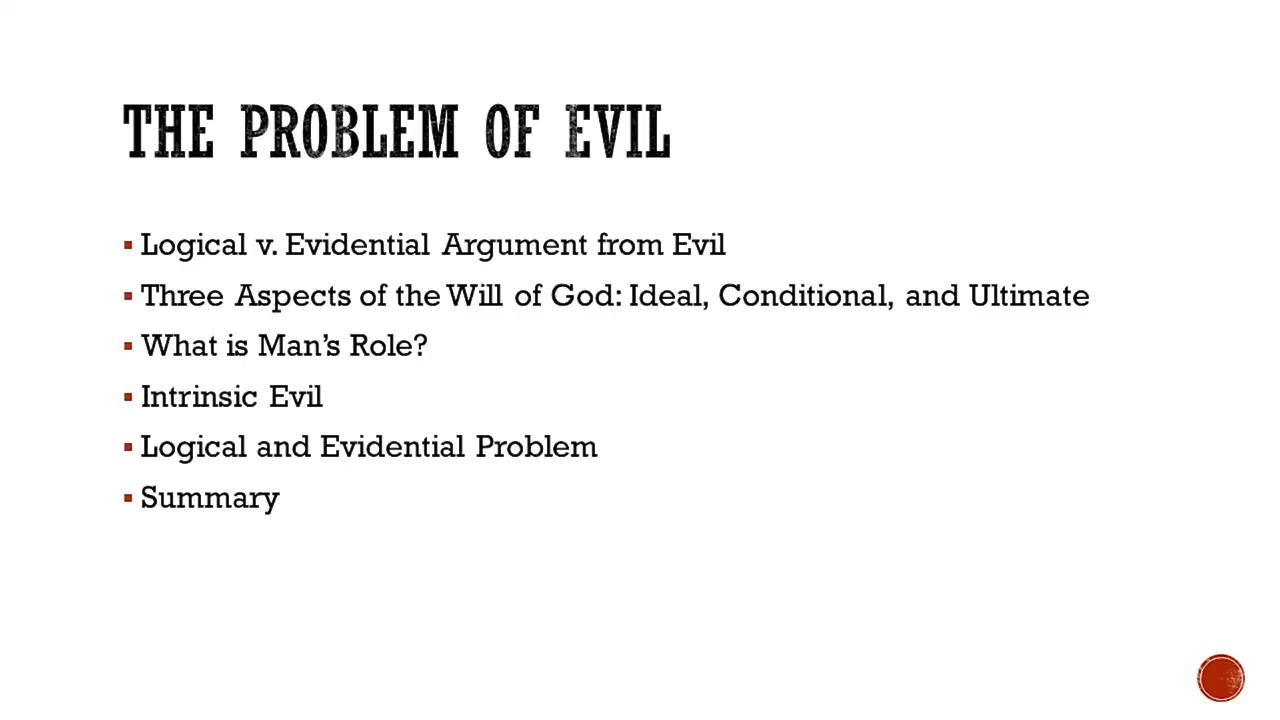 THE PROBLEM OF EVIL
▪ Logical v. Evidential Argument from Evil
▪ Three Aspects of the Will of God: Ideal, Conditional, and Ultimate
▪ What is Man’s Role?
▪ Intrinsic Evil
▪ Logical and Evidential Problem
▪ Summary